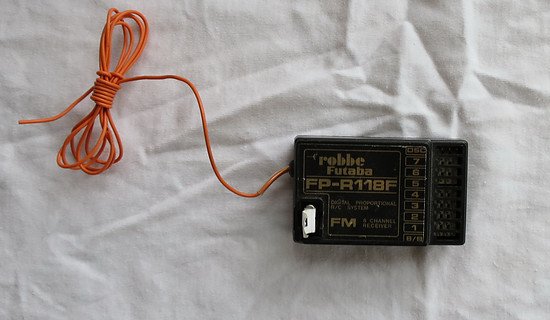 robbe
Futaba
FP-R118F
DIGITAL PROPORTIONAL
R/C SYSTEM
FM 8 CHANNEL
RECEIVER
DSC
7
6
5
4
3
2
1
B/8